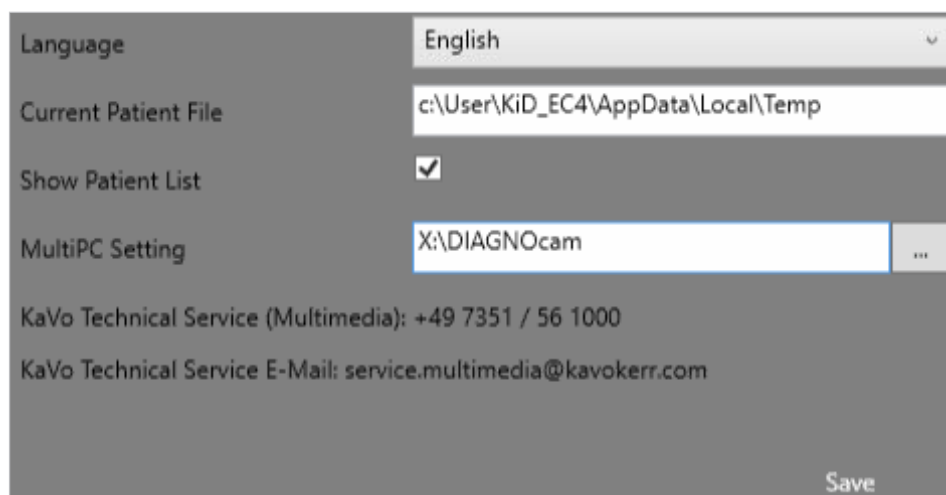 Language English
Current Patient File c:\User\KiD_EC4\AppData\Local\Temp
Show Patient List
MultiPC Setting X:\DIAGNOcam ...
KaVo Technical Service (Multimedia): +49 7351 / 56 1000
KaVo Technical Service E-Mail: service.multimedia@kavokerr.com
Save